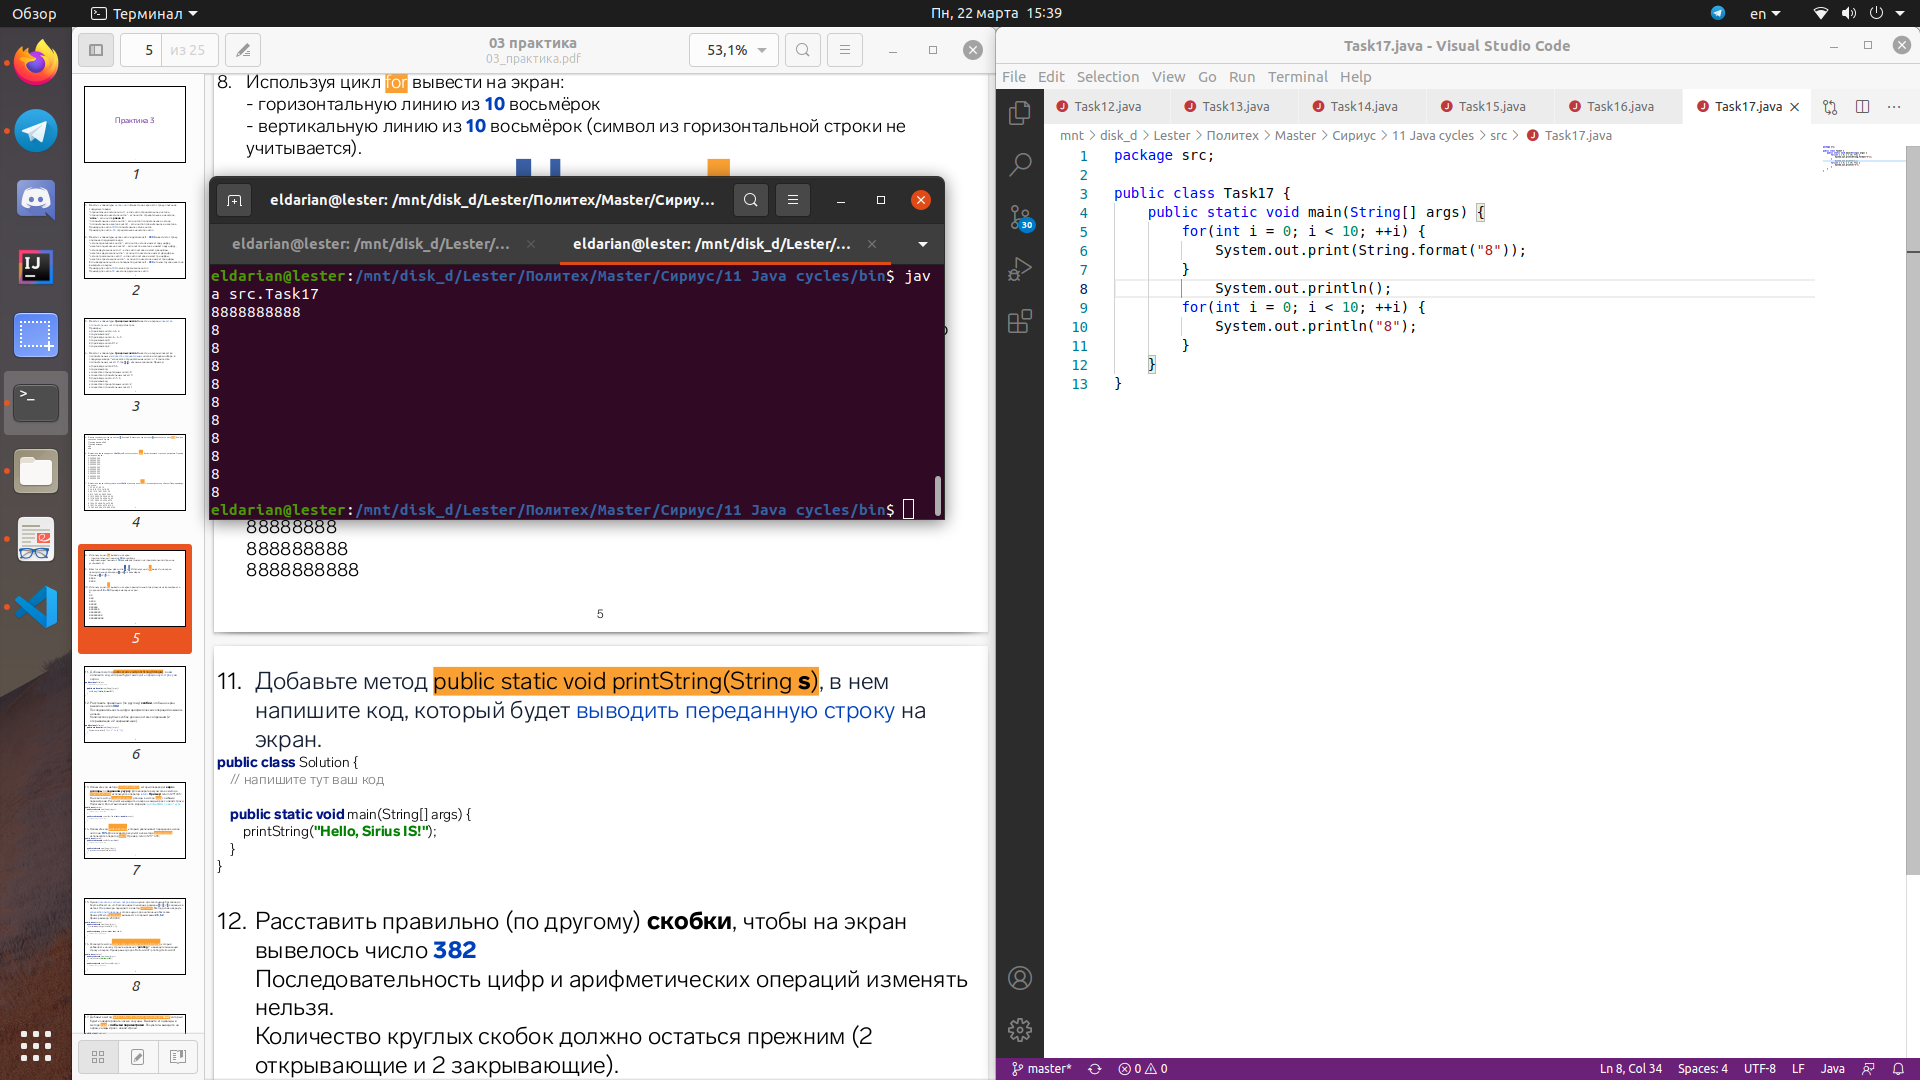 Обзор
Терминал
Пн, 22 марта 15:39
en
5
из 25
03 практика
03_практика.pdf
53,1%
Практика 3
1
2
3
4
5
6
7
8
8. Используя цикл for вывести на экран:
- горизонтальную линию из 10 восьмёрок
- вертикальную линию из 10 восьмёрок (символ из горизонтальной строки не
учитывается).
eldarian@lester: /mnt/disk_d/Lester/Политех/Master/Сириу...
eldarian@lester: /mnt/disk_d/Lester/...
eldarian@lester: /mnt/disk_d/Lester/...
eldarian@lester:/mnt/disk_d/Lester/Политех/Master/Сириус/11 Java cycles/bin$ jav
a src.Task17
8888888888
8
8
8
8
8
8
8
8
8
8
eldarian@lester:/mnt/disk_d/Lester/Политех/Master/Сириус/11 Java cycles/bin$
88888888
888888888
8888888888
5
11. Добавьте метод public static void printString(String s), в нем
напишите код, который будет выводить переданную строку на
экран.
public class Solution {
// напишите тут ваш код
public static void main(String[] args) {
printString("Hello, Sirius IS!");
}
}
12. Расставить правильно (по другому) скобки, чтобы на экран
вывелось число 382
Последовательность цифр и арифметических операций изменять
нельзя.
Количество круглых скобок должно остаться прежним (2
открывающие и 2 закрывающие).
Task17.java - Visual Studio Code
File Edit Selection View Go Run Terminal Help
Task12.java Task13.java Task14.java Task15.java Task16.java Task17.java
mnt > disk_d > Lester > Политех > Master > Сириус > 11 Java cycles > src > Task17.java
30
1 package src;
2
3 public class Task17 {
4 public static void main(String[] args) {
5 for(int i = 0; i < 10; ++i) {
6 System.out.print(String.format("8"));
7 }
8 System.out.println();
9 for(int i = 0; i < 10; ++i) {
10 System.out.println("8");
11 }
12 }
13 }
master* 0 0
Ln 8, Col 34 Spaces: 4 UTF-8 LF Java